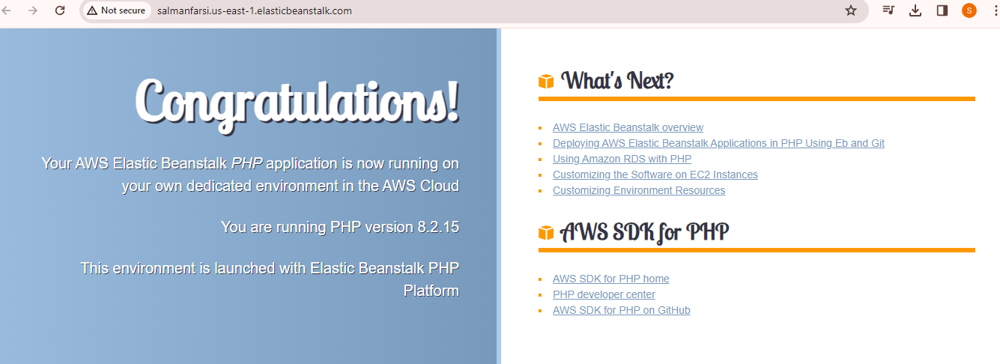 Not secure
salmanfarsi.us-east-1.elasticbeanstalk.com
S
Congratulations!
Your AWS Elastic Beanstalk PHP application is now running on
your own dedicated environment in the AWS Cloud
You are running PHP version 8.2.15
This environment is launched with Elastic Beanstalk PHP
Platform
What's Next?
AWS Elastic Beanstalk overview
Deploying AWS Elastic Beanstalk Applications in PHP Using Eb and Git
Using Amazon RDS with PHP
Customizing the Software on EC2 Instances
Customizing Environment Resources
AWS SDK for PHP
AWS SDK for PHP home
PHP developer center
AWS SDK for PHP on GitHub